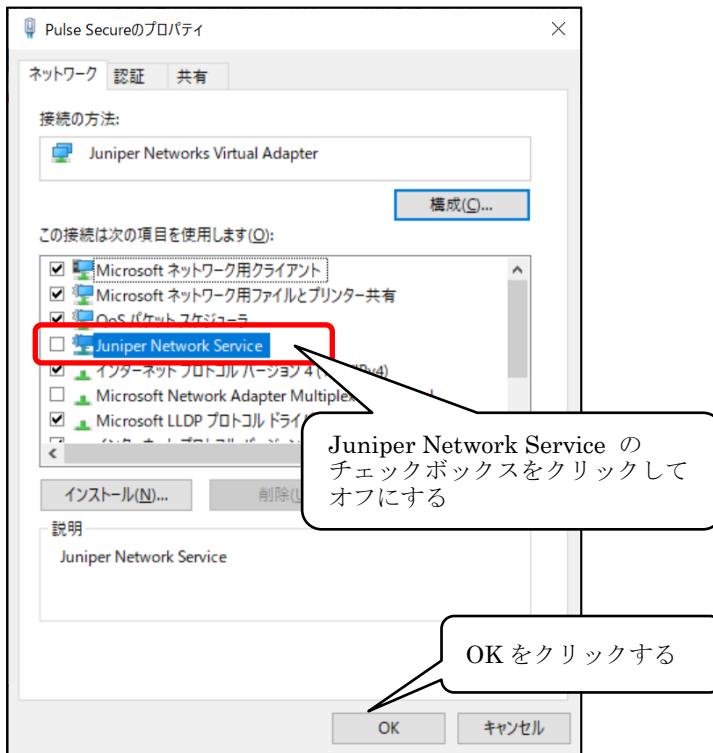 Pulse Secureのプロパティ
ネットワーク 認証 共有
接続の方法:
Juniper Networks Virtual Adapter
構成(C)...
この接続は次の項目を使用します(O):
Microsoft ネットワーク用クライアント
Microsoft ネットワーク用ファイルとプリンター共有
QoS パケット スケジューラ
Juniper Network Service
インターネット プロトコル バージョン 4 (
Microsoft Network Adapter
Microsoft LLDP プロトコル
Juniper Network Service の
チェックボックスをクリックして
オフにする
インストール(N)...
削除
説明
Juniper Network Service
OK をクリックする
OK
キャンセル